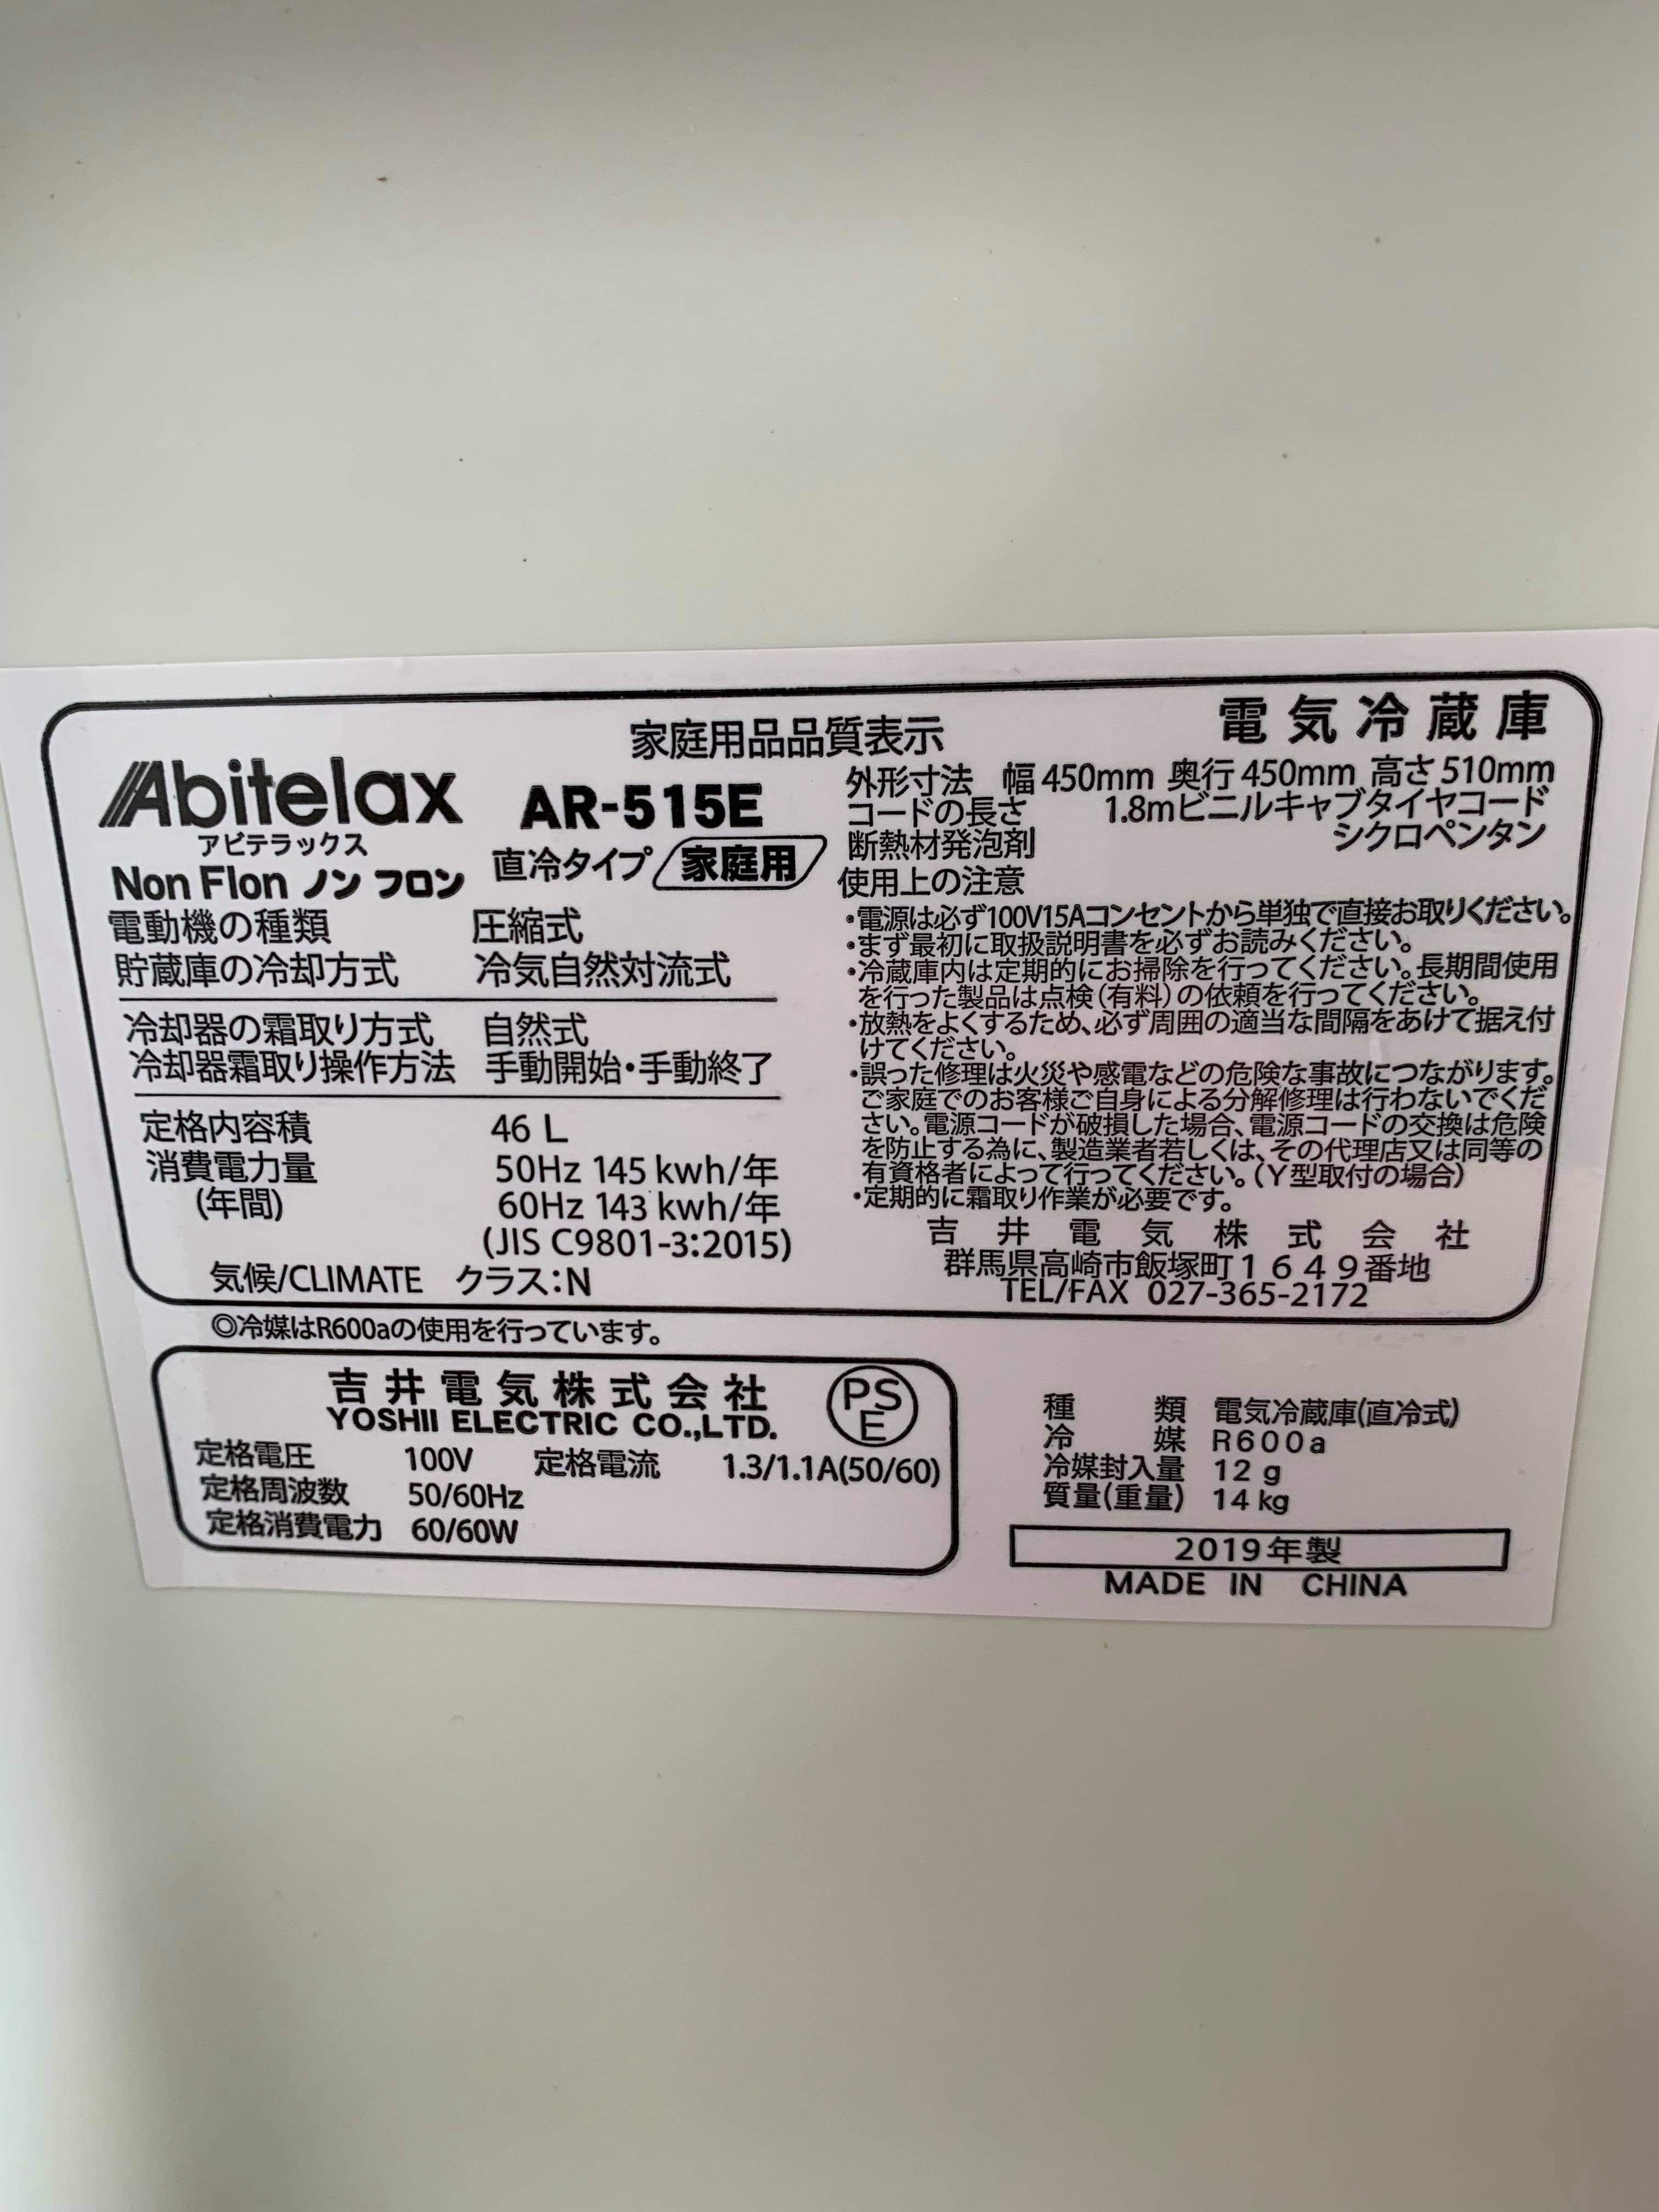 家庭用品品質表示
電気冷蔵庫
Abitelax
アビテラックス
Non Flon ノン フロン
AR-515E
直冷タイプ 家庭用
電動機の種類 圧縮式
貯蔵庫の冷却方式 冷気自然対流式
冷却器の霜取り方式 自然式
冷却器霜取り操作方法 手動開始・手動終了
定格内容積 46 L
消費電力量 50Hz 145 kwh/年
(年間) 60Hz 143 kwh/年
(JIS C9801-3:2015)
気候/CLIMATE クラス:N
外形寸法 幅450mm 奥行450mm 高さ510mm
コードの長さ 1.8mビニルキャブタイヤコード
断熱材発泡剤 シクロペンタン
使用上の注意
・電源は必ず100V15Aコンセントから単独で直接お取りください。
・まず最初に取扱説明書を必ずお読みください。
・冷蔵庫内は定期的にお掃除を行ってください。長期間使用
を行った製品は点検(有料)の依頼を行ってください。
・放熱をよくするため、必ず周囲の適当な間隔をあけて据え付
けてください。
・誤った修理は火災や感電などの危険な事故につながります。
ご家庭でのお客様ご自身による分解修理は行わないでくだ
さい。電源コードが破損した場合、電源コードの交換は危険
を防止する為に、製造業者若しくは、その代理店又は同等の
有資格者によって行ってください。(Y型取付の場合)
・定期的に霜取り作業が必要です。
吉井電気株式会社
群馬県高崎市飯塚町1649番地
TEL/FAX 027-365-2172
◎冷媒はR600aの使用を行っています。
吉井電気株式会社
YOSHII ELECTRIC CO.,LTD.
PS
E
定格電圧 100V 定格電流 1.3/1.1A(50/60)
定格周波数 50/60Hz
定格消費電力 60/60W
種類 電気冷蔵庫(直冷式)
冷媒 R600a
冷媒封入量 12 g
質量(重量) 14 kg
2019年製
MADE IN CHINA